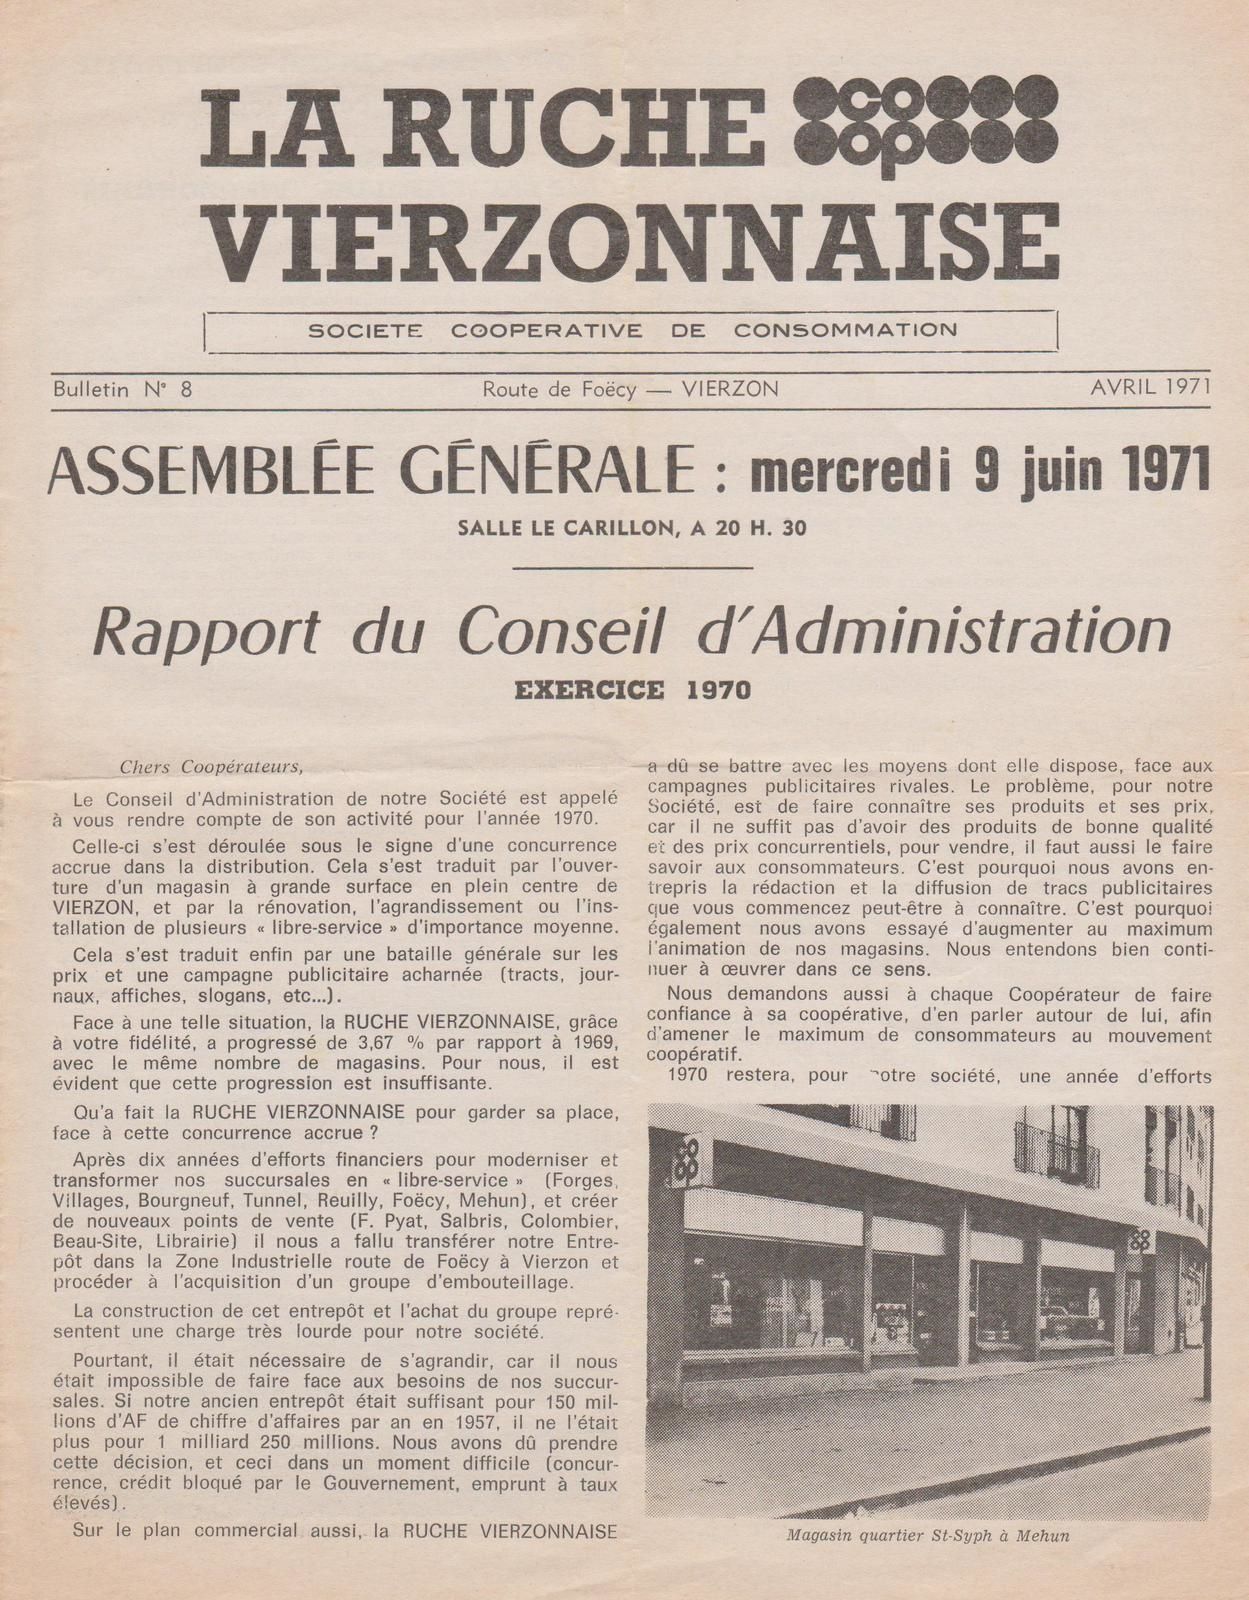 LA RUCHE co op
VIERZONNAISE
SOCIETE COOPERATIVE DE CONSOMMATION
Bulletin N° 8 Route de Foëcy — VIERZON AVRIL 1971
ASSEMBLÉE GÉNÉRALE : mercredi 9 juin 1971
SALLE LE CARILLON, A 20 H. 30
Rapport du Conseil d'Administration
EXERCICE 1970
Chers Coopérateurs,
Le Conseil d'Administration de notre Société est appelé
à vous rendre compte de son activité pour l'année 1970.
Celle-ci s'est déroulée sous le signe d'une concurrence
accrue dans la distribution. Cela s'est traduit par l'ouver-
ture d'un magasin à grande surface en plein centre de
VIERZON, et par la rénovation, l'agrandissement ou l'ins-
tallation de plusieurs « libre-service » d'importance moyenne.
Cela s'est traduit enfin par une bataille générale sur les
prix et une campagne publicitaire acharnée (tracts, jour-
naux, affiches, slogans, etc...).
Face à une telle situation, la RUCHE VIERZONNAISE, grâce
à votre fidélité, a progressé de 3,67 % par rapport à 1969,
avec le même nombre de magasins. Pour nous, il est
évident que cette progression est insuffisante.
Qu'a fait la RUCHE VIERZONNAISE pour garder sa place,
face à cette concurrence accrue ?
Après dix années d'efforts financiers pour moderniser et
transformer nos succursales en « libre-service » (Forges,
Villages, Bourgneuf, Tunnel, Reuilly, Foëcy, Mehun), et créer
de nouveaux points de vente (F. Pyat, Salbris, Colombier,
Beau-Site, Librairie) il nous a fallu transférer notre Entre-
pôt dans la Zone Industrielle route de Foëcy à Vierzon et
procéder à l'acquisition d'un groupe d'embouteillage.
La construction de cet entrepôt et l'achat du groupe repré-
sentent une charge très lourde pour notre société.
Pourtant, il était nécessaire de s'agrandir, car il nous
était impossible de faire face aux besoins de nos succur-
sales. Si notre ancien entrepôt était suffisant pour 150 mil-
lions d'AF de chiffre d'affaires par an en 1957, il ne l'était
plus pour 1 milliard 250 millions. Nous avons dû prendre
cette décision, et ceci dans un moment difficile (concur-
rence, crédit bloqué par le Gouvernement, emprunt à taux
élevés).
Sur le plan commercial aussi, la RUCHE VIERZONNAISE
a dû se battre avec les moyens dont elle dispose, face aux
campagnes publicitaires rivales. Le problème, pour notre
Société, est de faire connaître ses produits et ses prix,
car il ne suffit pas d'avoir des produits de bonne qualité
et des prix concurrentiels, pour vendre, il faut aussi le faire
savoir aux consommateurs. C'est pourquoi nous avons en-
trepris la rédaction et la diffusion de tracs publicitaires
que vous commencez peut-être à connaître. C'est pourquoi
également nous avons essayé d'augmenter au maximum
l'animation de nos magasins. Nous entendons bien conti-
nuer à œuvrer dans ce sens.
Nous demandons aussi à chaque Coopérateur de faire
confiance à sa coopérative, d'en parler autour de lui, afin
d'amener le maximum de consommateurs au mouvement
coopératif.
1970 restera, pour notre société, une année d'efforts
co op
Magasin quartier St-Syph à Mehun